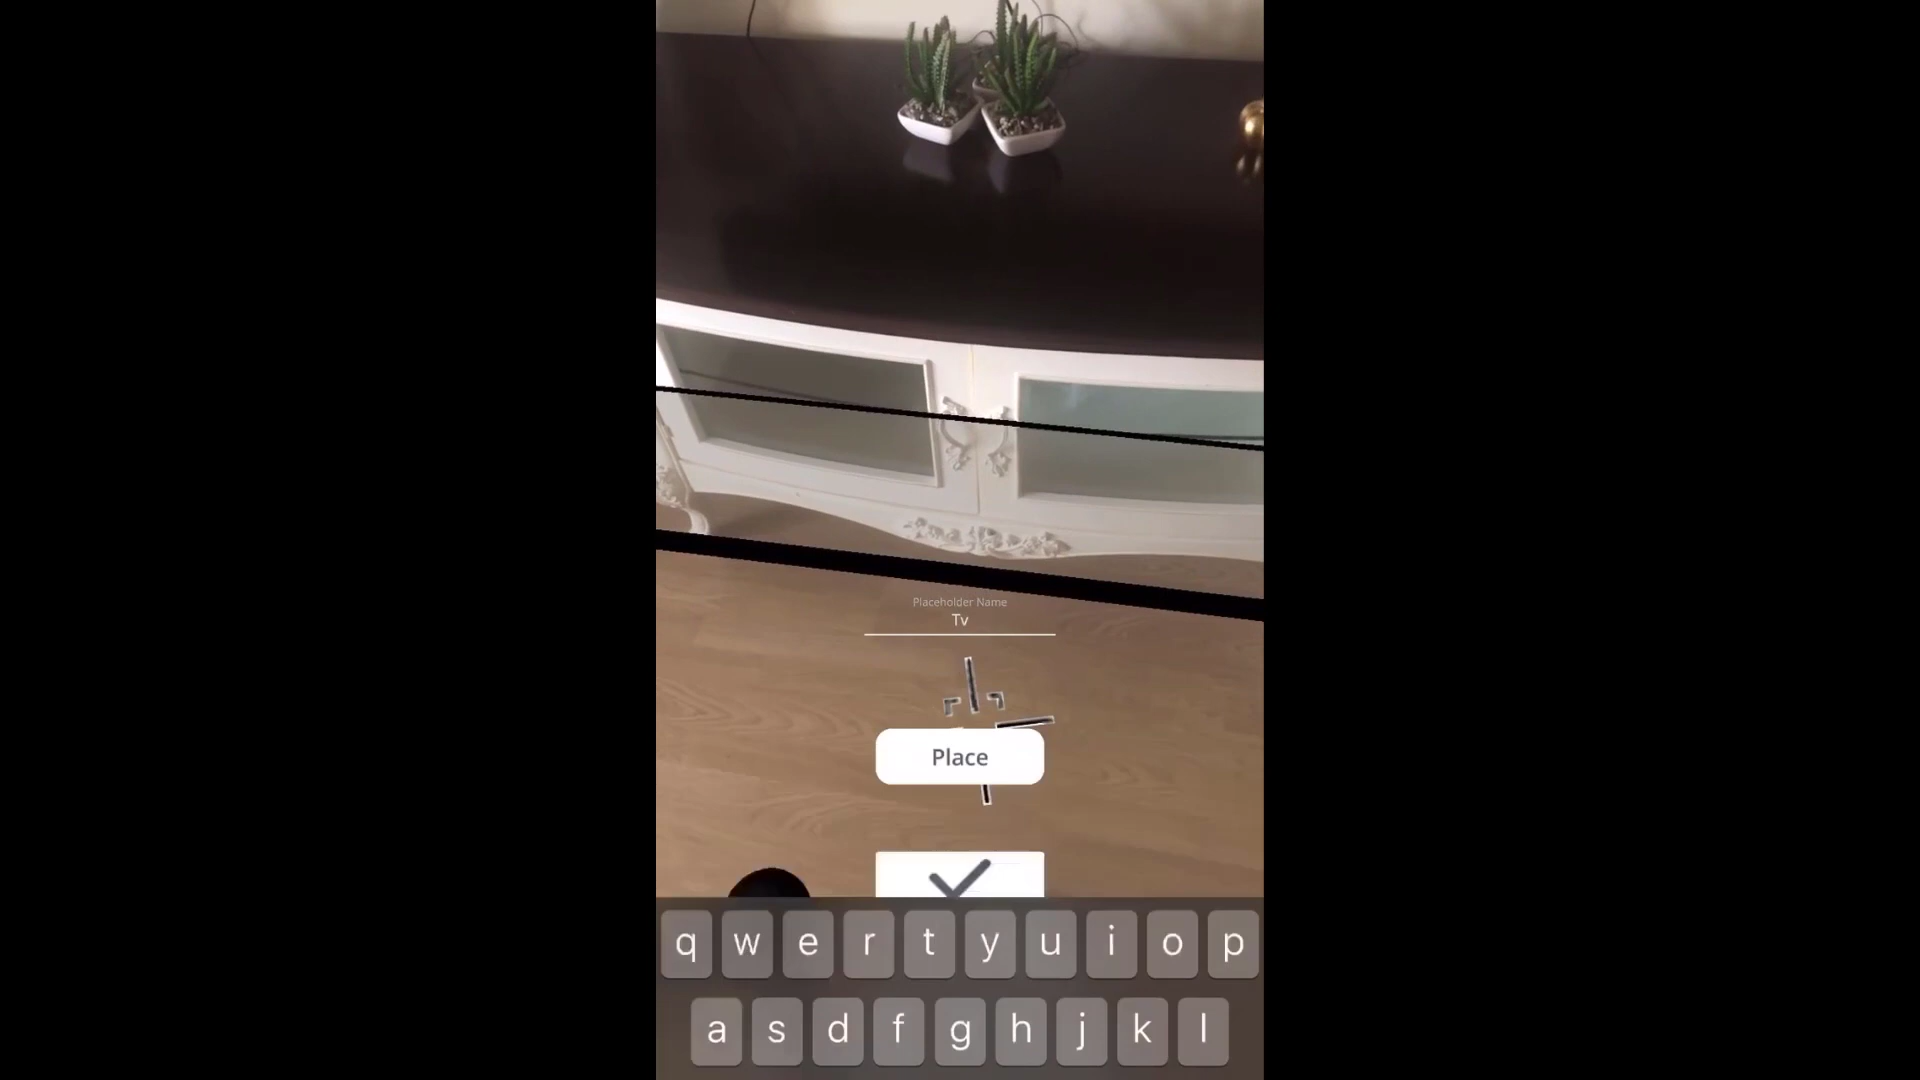 Placeholder Name
Tv
Place
q w e r t y u i o p
a s d f g h j k l